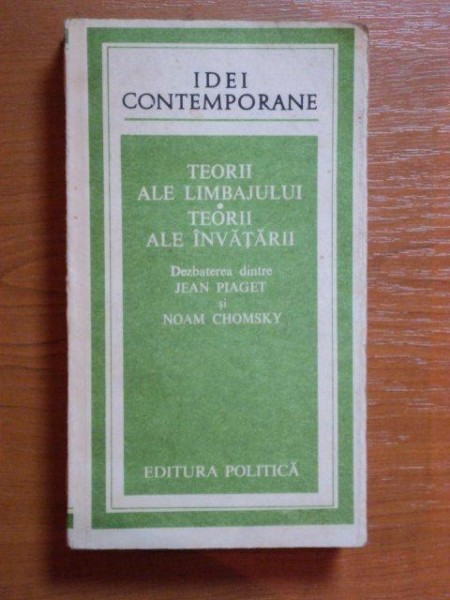 IDEI
CONTEMPORANE
TEORII
ALE LIMBAJULUI
•
TEORII
ALE ÎNVĂȚĂRII
Dezbaterea dintre
JEAN PIAGET
și
NOAM CHOMSKY
EDITURA POLITICĂ